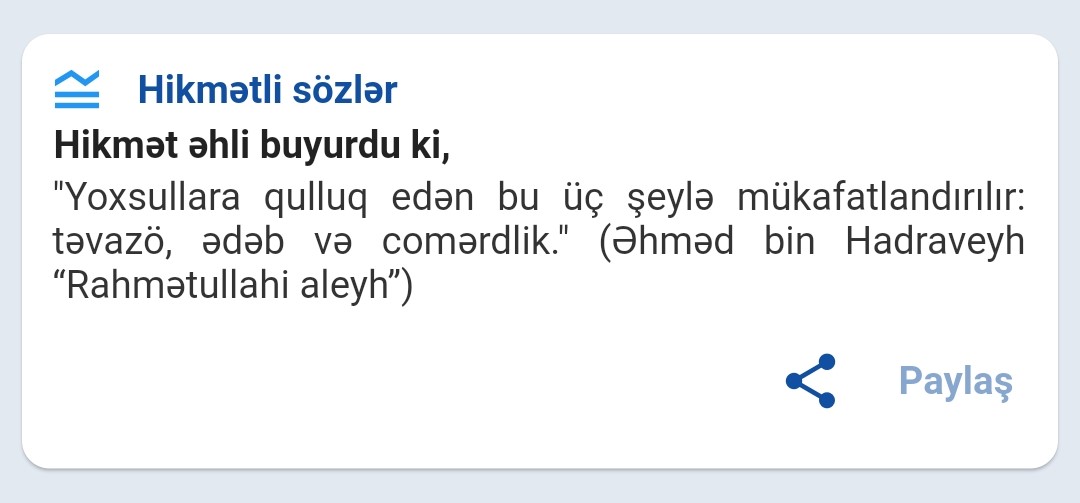 Hikmətli sözlər
Hikmət əhli buyurdu ki,
"Yoxsullara qulluq edən bu üç şeylə mükafatlandırılır:
təvazö, ədəb və comərdlik." (Əhməd bin Hadraveyh
“Rahmətullahi aleyh”)
Paylaş